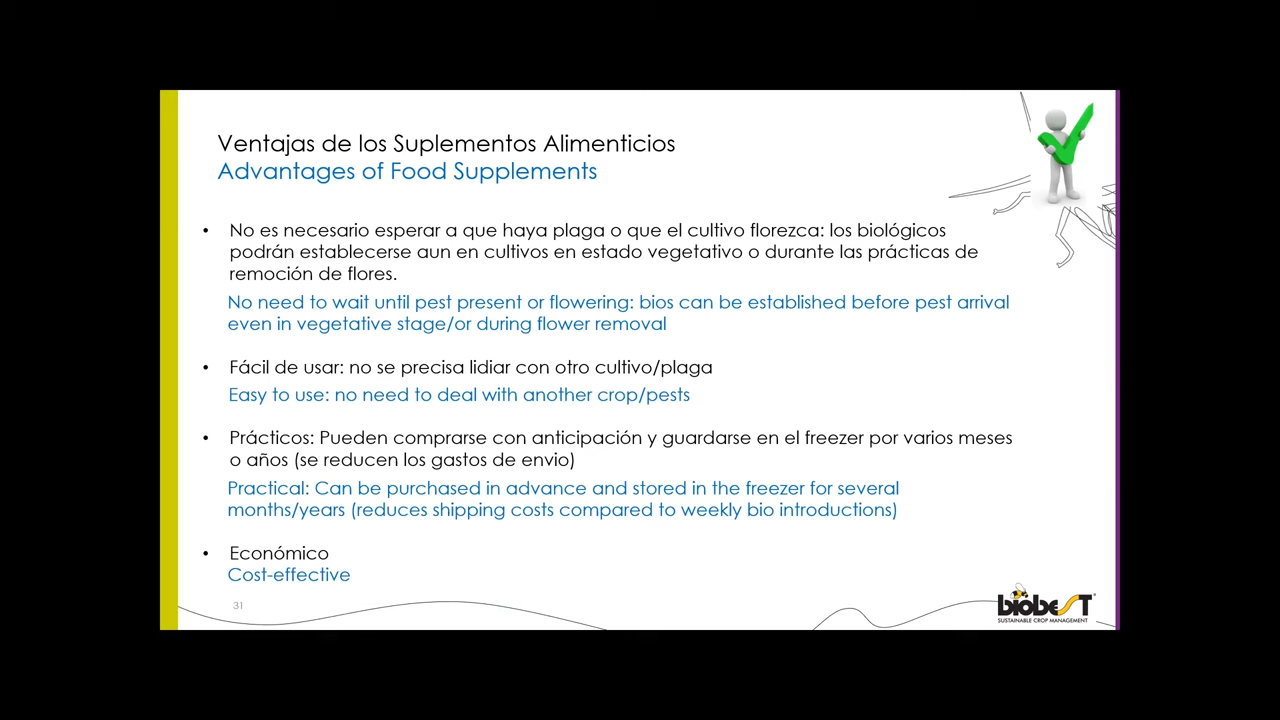 Ventajas de los Suplementos Alimenticios
Advantages of Food Supplements
• No es necesario esperar a que haya plaga o que el cultivo florezca: los biológicos
podrán establecerse aun en cultivos en estado vegetativo o durante las prácticas de
remoción de flores.
No need to wait until pest present or flowering: bios can be established before pest arrival
even in vegetative stage/or during flower removal
• Fácil de usar: no se precisa lidiar con otro cultivo/plaga
Easy to use: no need to deal with another crop/pests
• Prácticos: Pueden comprarse con anticipación y guardarse en el freezer por varios meses
o años (se reducen los gastos de envio)
Practical: Can be purchased in advance and stored in the freezer for several
months/years (reduces shipping costs compared to weekly bio introductions)
• Económico
Cost-effective
31
biobesT
SUSTAINABLE CROP MANAGEMENT